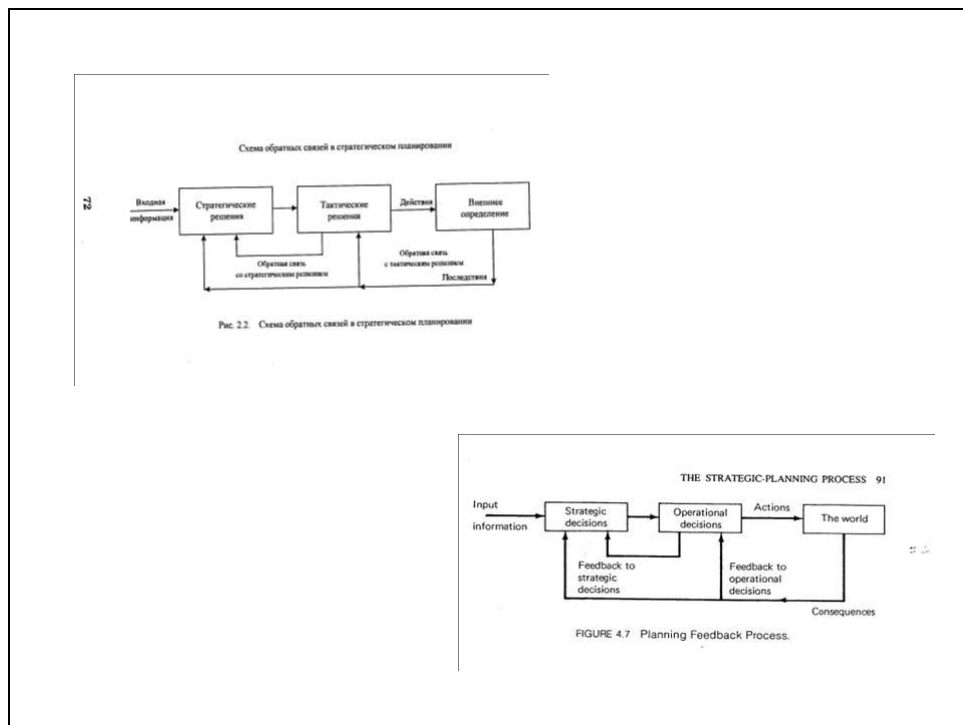 Схема обратных связей в стратегическом планировании
72
Входная
информация
Стратегические
решения
Тактические
решения
Действия
Внешнее
определение
Обратная связь
со стратегическим решением
Обратная связь
с тактическим решением
Последствия
Рис. 2.2. Схема обратных связей в стратегическом планировании
THE STRATEGIC-PLANNING PROCESS 91
Input
information
Strategic
decisions
Operational
decisions
Actions
The world
Feedback to
strategic
decisions
Feedback to
operational
decisions
Consequences
FIGURE 4.7 Planning Feedback Process.